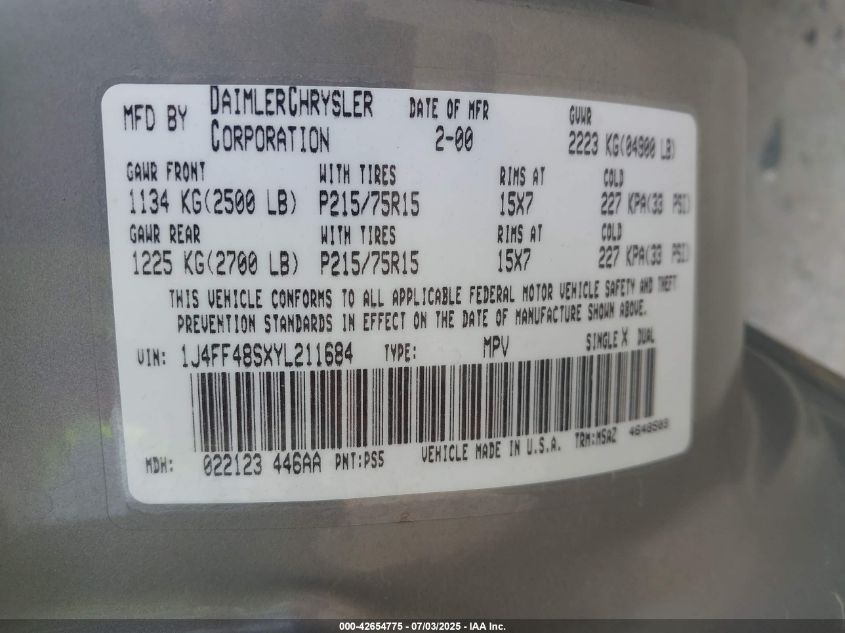 MFD BY DAIMLERCHRYSLER CORPORATION DATE OF MFR 2-00 GVWR 2223 KG(04900 LB)
GAWR FRONT WITH TIRES RIMS AT COLD
1134 KG(2500 LB) P215/75R15 15X7 227 KPA(33 PSI)
GAWR REAR WITH TIRES RIMS AT COLD
1225 KG(2700 LB) P215/75R15 15X7 227 KPA(33 PSI)
THIS VEHICLE CONFORMS TO ALL APPLICABLE FEDERAL MOTOR VEHICLE SAFETY AND THEFT
PREVENTION STANDARDS IN EFFECT ON THE DATE OF MANUFACTURE SHOWN ABOVE.
VIN: 1J4FF48SXYL211684 TYPE: MPV SINGLE X DUAL
MDH: 022123 446AA PNT:PS5 VEHICLE MADE IN U.S.A. TRM:MSAZ 4648503
000-42654775 - 07/03/2025 - IAA Inc.